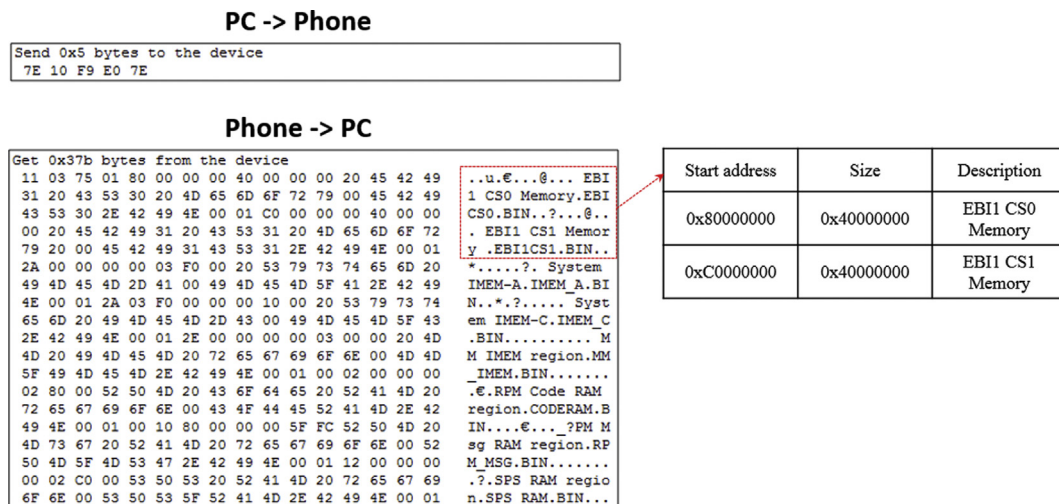 PC -> Phone
Send 0x5 bytes to the device
7E 10 F9 E0 7E
Phone -> PC
Get 0x37b bytes from the device
11 03 75 01 80 00 00 00 40 00 00 00 20 45 42 49 ..u.€...@... EBI
31 20 43 53 30 20 4D 65 6D 6F 72 79 00 45 42 49 1 CS0 Memory.EBI
43 53 30 2E 42 49 4E 00 01 C0 00 00 00 40 00 00 CS0.BIN..?...@..
00 20 45 42 49 31 20 43 53 31 20 4D 65 6D 6F 72 . EBI1 CS1 Memor
79 20 00 45 42 49 31 43 53 31 2E 42 49 4E 00 01 y .EBI1CS1.BIN..
2A 00 00 00 00 03 F0 00 20 53 79 73 74 65 6D 20 *.....?. System
49 4D 45 4D 2D 41 00 49 4D 45 4D 5F 41 2E 42 49 IMEM-A.IMEM_A.BI
4E 00 01 2A 03 F0 00 00 00 10 00 20 53 79 73 74 N..*.?..... Syst
65 6D 20 49 4D 45 4D 2D 43 00 49 4D 45 4D 5F 43 em IMEM-C.IMEM_C
2E 42 49 4E 00 01 2E 00 00 00 00 03 00 00 20 4D .BIN.......... M
4D 20 49 4D 45 4D 20 72 65 67 69 6F 6E 00 4D 4D M IMEM region.MM
5F 49 4D 45 4D 2E 42 49 4E 00 01 00 02 00 00 00 _IMEM.BIN.......
02 80 00 52 50 4D 20 43 6F 64 65 20 52 41 4D 20 .€.RPM Code RAM
72 65 67 69 6F 6E 00 43 4F 44 45 52 41 4D 2E 42 region.CODERAM.B
49 4E 00 01 00 10 80 00 00 00 5F FC 52 50 4D 20 IN....€..._?PM M
4D 73 67 20 52 41 4D 20 72 65 67 69 6F 6E 00 52 sg RAM region.RP
50 4D 5F 4D 53 47 2E 42 49 4E 00 01 12 00 00 00 M_MSG.BIN.......
00 02 C0 00 53 50 53 20 52 41 4D 20 72 65 67 69 .?.SPS RAM regio
6F 6E 00 53 50 53 5F 52 41 4D 2E 42 49 4E 00 01 n.SPS RAM.BIN...
Start address Size Description
0x80000000 0x40000000 EBI1 CS0
Memory
0xC0000000 0x40000000 EBI1 CS1
Memory